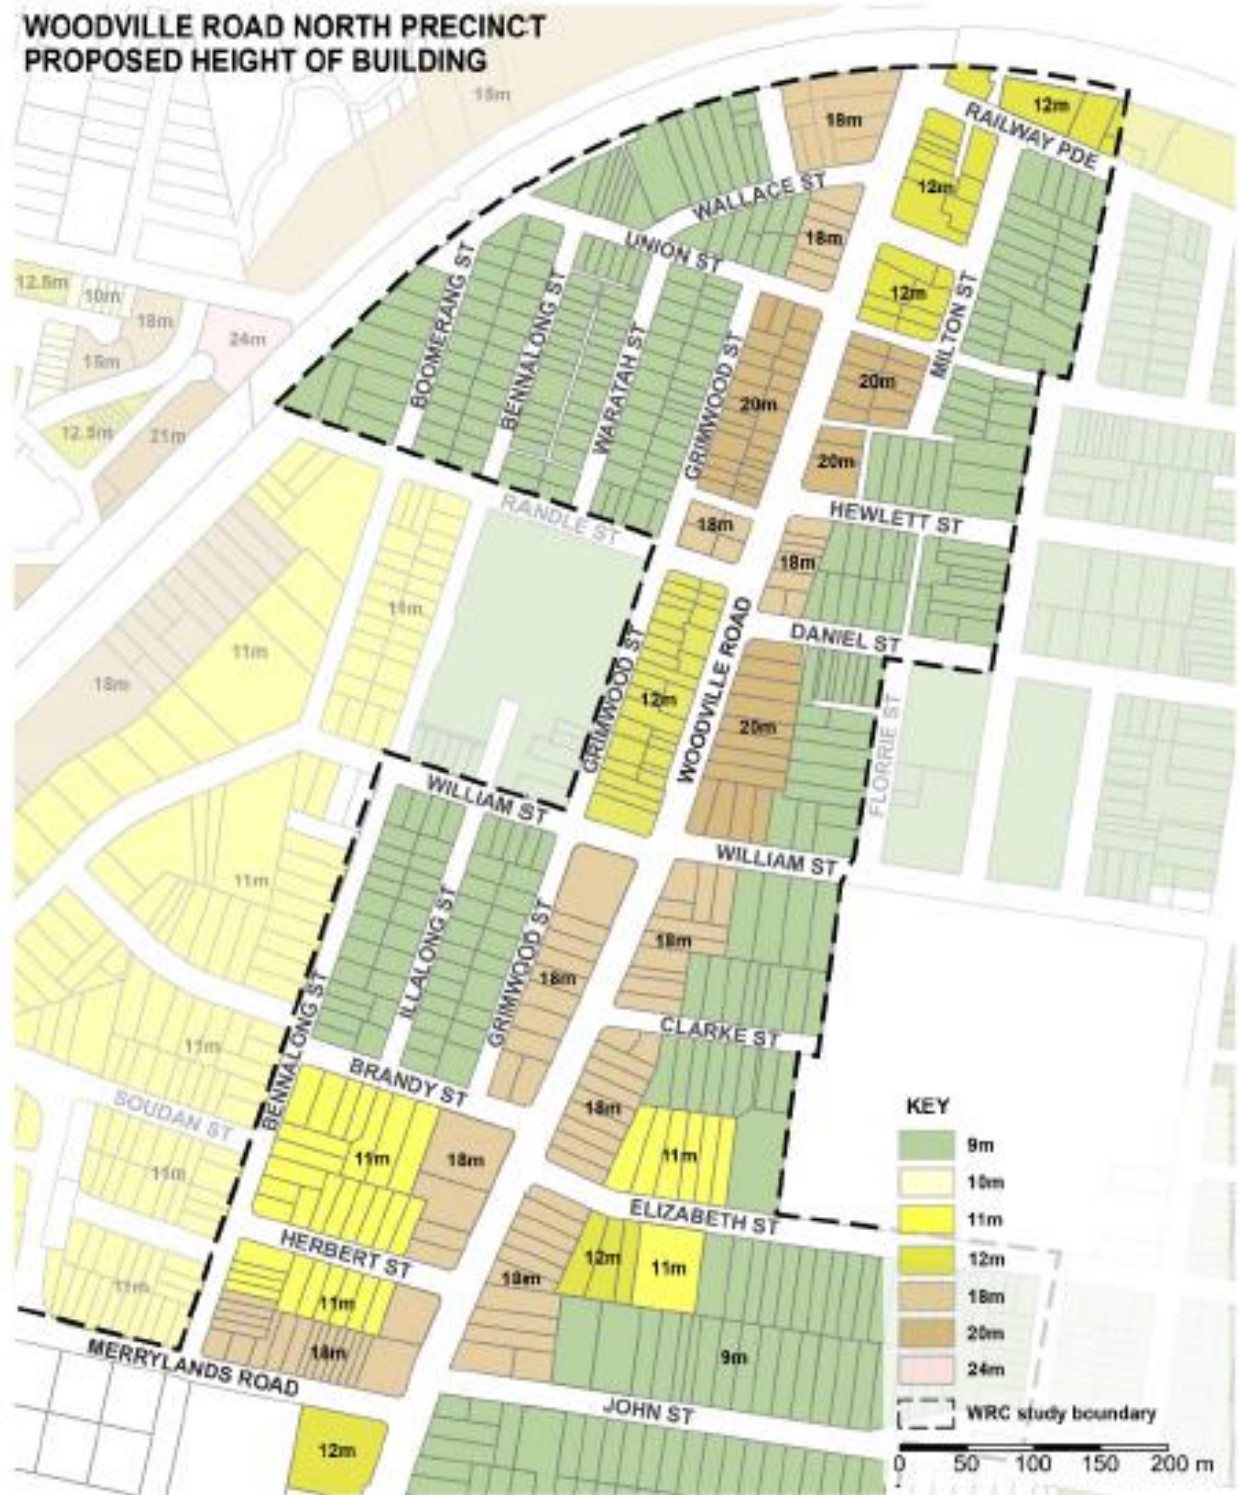 WOODVILLE ROAD NORTH PRECINCT
PROPOSED HEIGHT OF BUILDING
18m
18m
12m
RAILWAY PDE
12m
WALLACE ST
18m
UNION ST
12.5m
10m
18m
24m
BOOMERANG ST
BENNALONG ST
12m
MILTON ST
WARATAH ST
GRIMWOOD ST
20m
20m
12.5m
21m
20m
RANDLE ST
18m
HEWLETT ST
18m
11m
DANIEL ST
11m
18m
GRIMWOOD ST
12m
WOODVILLE ROAD
20m
FLORRIE ST
WILLIAM ST
WILLIAM ST
11m
ILLALONG ST
GRIMWOOD ST
18m
18m
BENNALONG ST
CLARKE ST
11m
BRANDY ST
18m
SOUDAN ST
11m
11m
18m
11m
ELIZABETH ST
HERBERT ST
12m
11m
18m
11m
11m
18m
9m
MERRYLANDS ROAD
JOHN ST
12m
KEY
9m
10m
11m
12m
18m
20m
24m
WRC study boundary
0 50 100 150 200 m